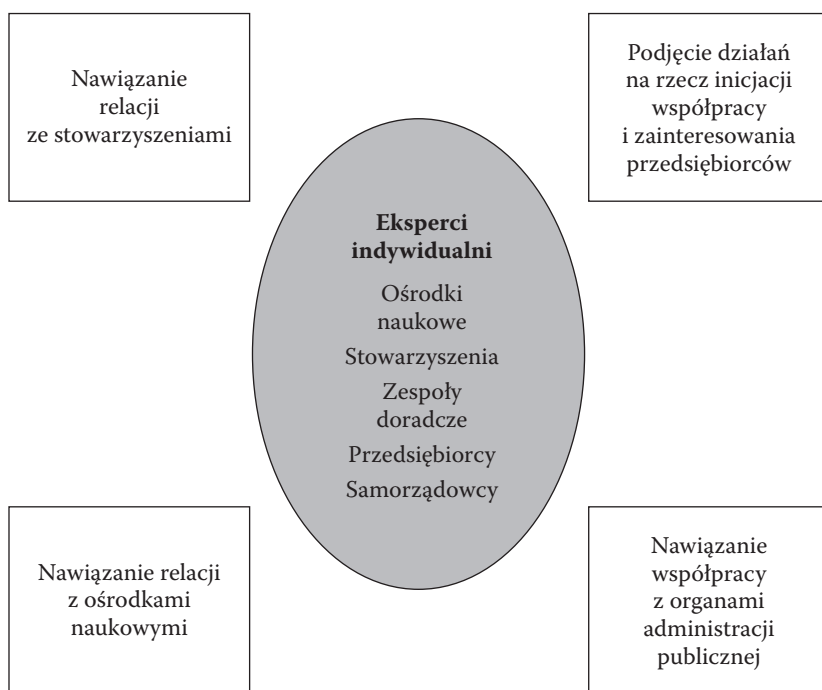 Nawiązanie
relacji
ze stowarzyszeniami
Podjęcie działań
na rzecz inicjacji
współpracy
i zainteresowania
przedsiębiorców
Eksperci
indywidualni
Ośrodki
naukowe
Stowarzyszenia
Zespoły
doradcze
Przedsiębiorcy
Samorządowcy
Nawiązanie relacji
z ośrodkami
naukowymi
Nawiązanie
współpracy
z organami
administracji
publicznej